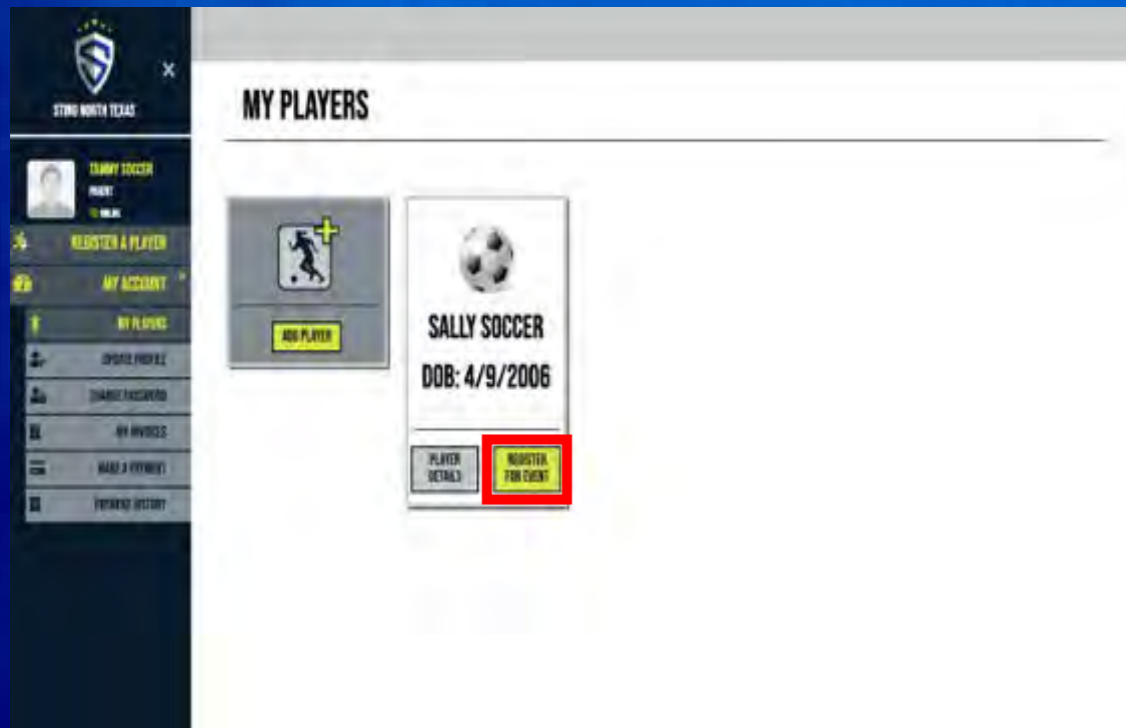 STING NORTH TEXAS
TAMMY SOCCER
PARENT
ONLINE
REGISTER A PLAYER
MY ACCOUNT
MY PLAYERS
UPDATE PROFILE
CHANGE PASSWORD
MY INVOICES
MAKE A PAYMENT
PAYMENT HISTORY
MY PLAYERS
ADD PLAYER
SALLY SOCCER
DOB: 4/9/2006
PLAYER
DETAILS
REGISTER
FOR EVENT